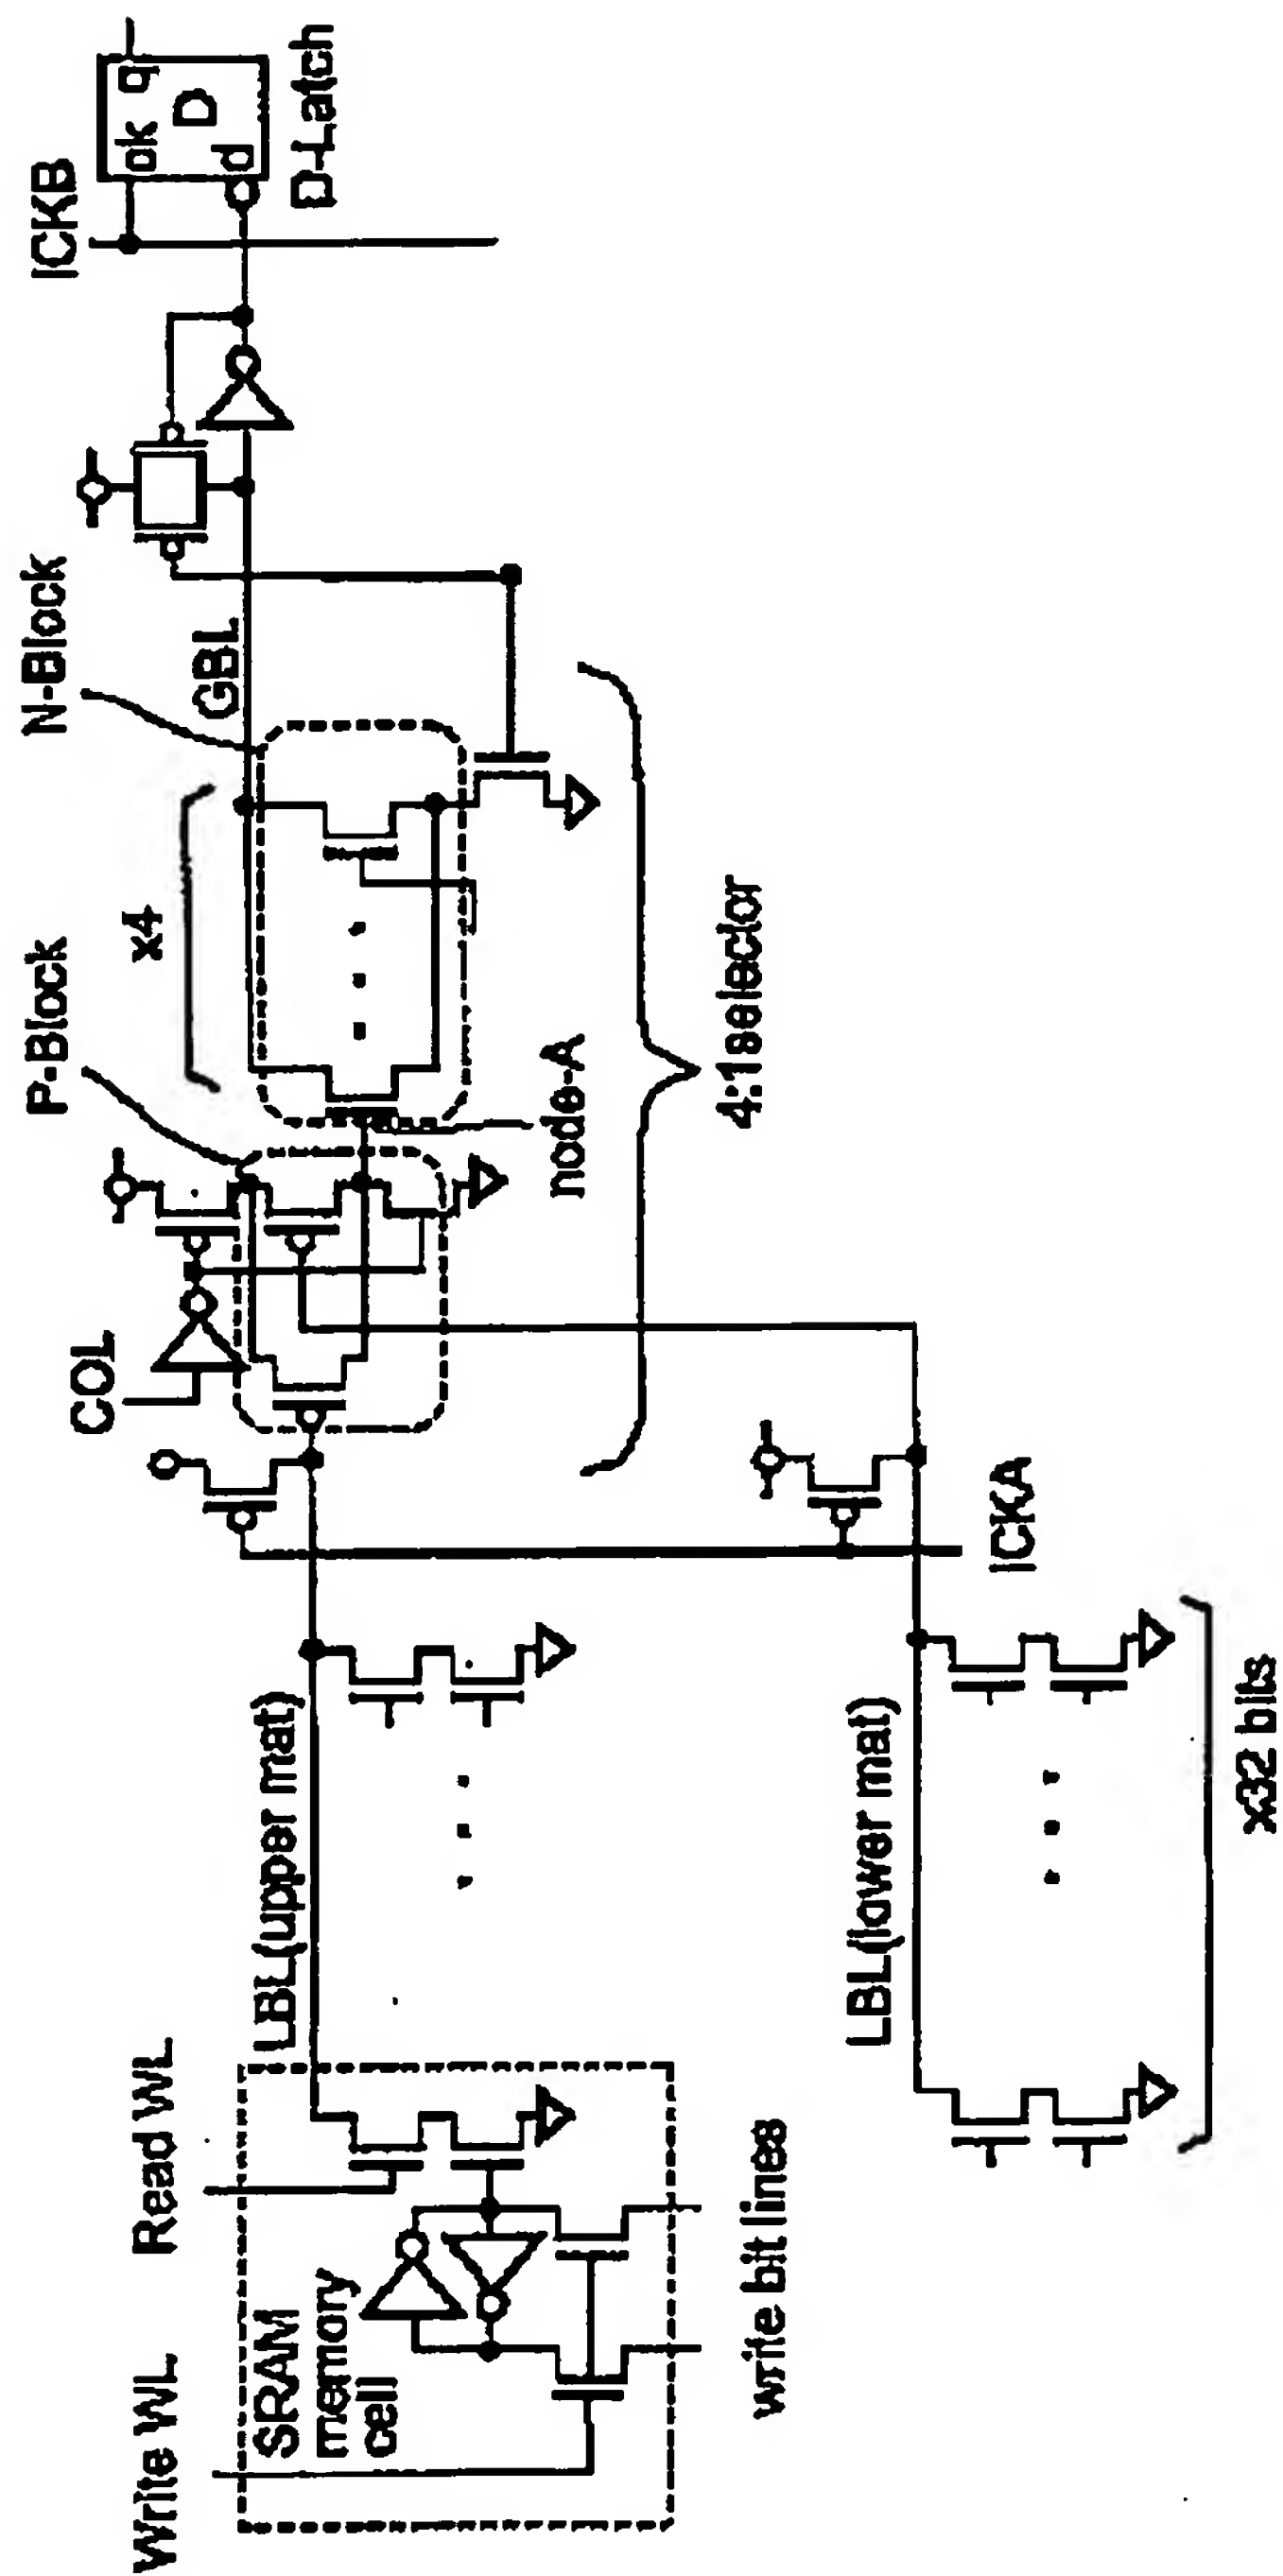 Write WL
Read WL
SRAM
memory
cell
write bit lines
LBL(upper mat)
LBL(lower mat)
x32 bits
ICKA
COL
P-Block
N-Block
x4
GBL
node-A
4:1selector
ICKB
ck q
D
d
D-Latch